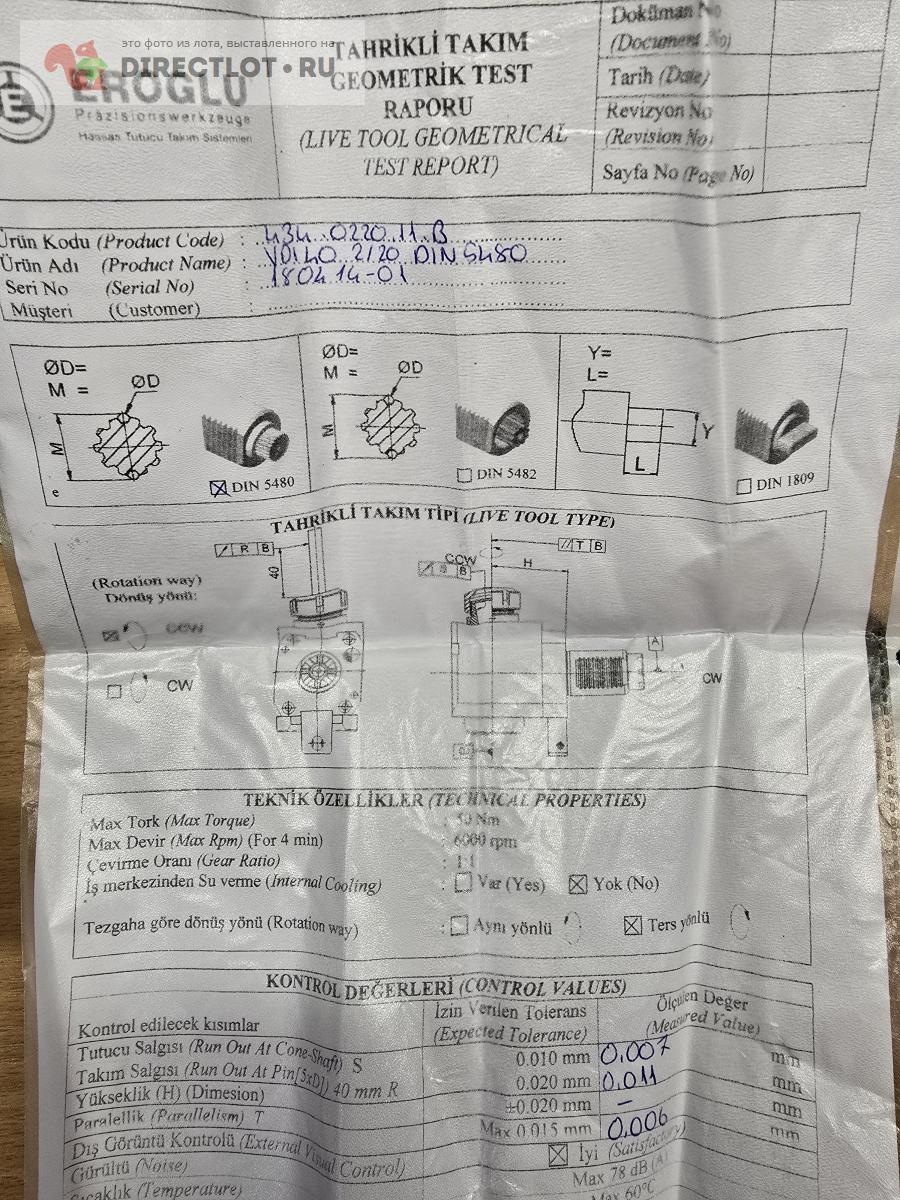 это фото из лота, выставленного на
DIRECTLOT.RU
EROGLU
Präzisionswerkzeuge
Hassas Tutucu Takım Sistemleri
TAHRİKLİ TAKIM
GEOMETRİK TEST
RAPORU
(LIVE TOOL GEOMETRICAL
TEST REPORT)
Doküman No
(Document No)
Tarih (Date)
Revizyon No
(Revision No)
Sayfa No (Page No)
Ürün Kodu (Product Code) : 434.0220.11.B
Ürün Adı (Product Name) : VDI40 2120 DIN 5480
Seri No (Serial No) : 180414-01
Müşteri (Customer) :
ØD=
M =
ØD
M
e
DIN 5480
ØD=
M =
ØD
M
DIN 5482
Y=
L=
Y
L
DIN 1809
TAHRİKLİ TAKIM TİPİ (LIVE TOOL TYPE)
(Rotation way)
Dönüş yönü:
CCW
CW
R B
40
CCW
B
T B
H
A
CW
TEKNİK ÖZELLİKLER (TECHNICAL PROPERTIES)
Max Tork (Max Torque) : 50 Nm
Max Devir (Max Rpm) (For 4 min) : 6000 rpm
Çevirme Oranı (Gear Ratio) : 1:1
İş merkezinden Su verme (Internal Cooling) : Var (Yes) Yok (No)
Tezgaha göre dönüş yönü (Rotation way) : Aynı yönlü Ters yönlü
KONTROL DEĞERLERİ (CONTROL VALUES)
Kontrol edilecek kısımlar
İzin Verilen Tolerans
(Expected Tolerance)
Ölçülen Değer
(Measured Value)
Tutucu Salgısı (Run Out At Cone-Shaft) S 0.010 mm 0,007 mm
Takım Salgısı (Run Out At Pin[5xD]) 40 mm R 0.020 mm 0,011 mm
Yükseklik (H) (Dimesion) ±0.020 mm – mm
Paralellik (Parallelism) T Max 0.015 mm 0,006 mm
Dış Görüntü Kontrolü (External Visual Control) İyi (Satisfactory)
Gürültü (Noise) Max 78 dB (A)
Sıcaklık (Temperature) Max 60°C